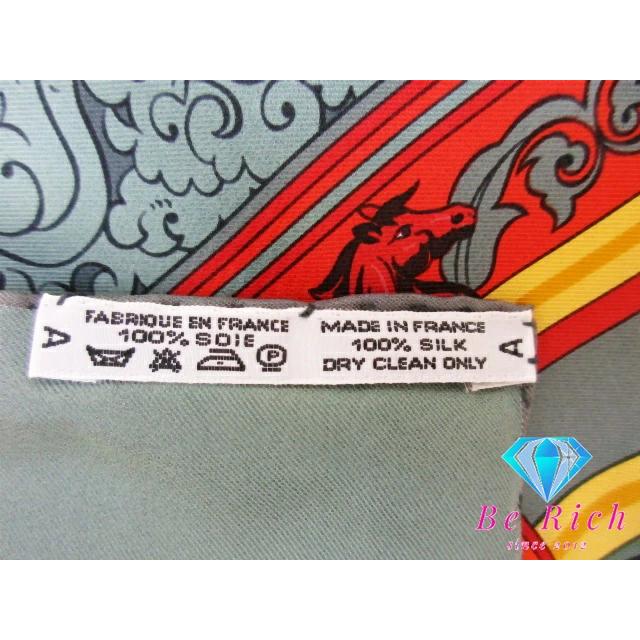 FABRIQUE EN FRANCE
100% SOIE
P
MADE IN FRANCE
100% SILK
DRY CLEAN ONLY
A
A
Be Rich
since 2012